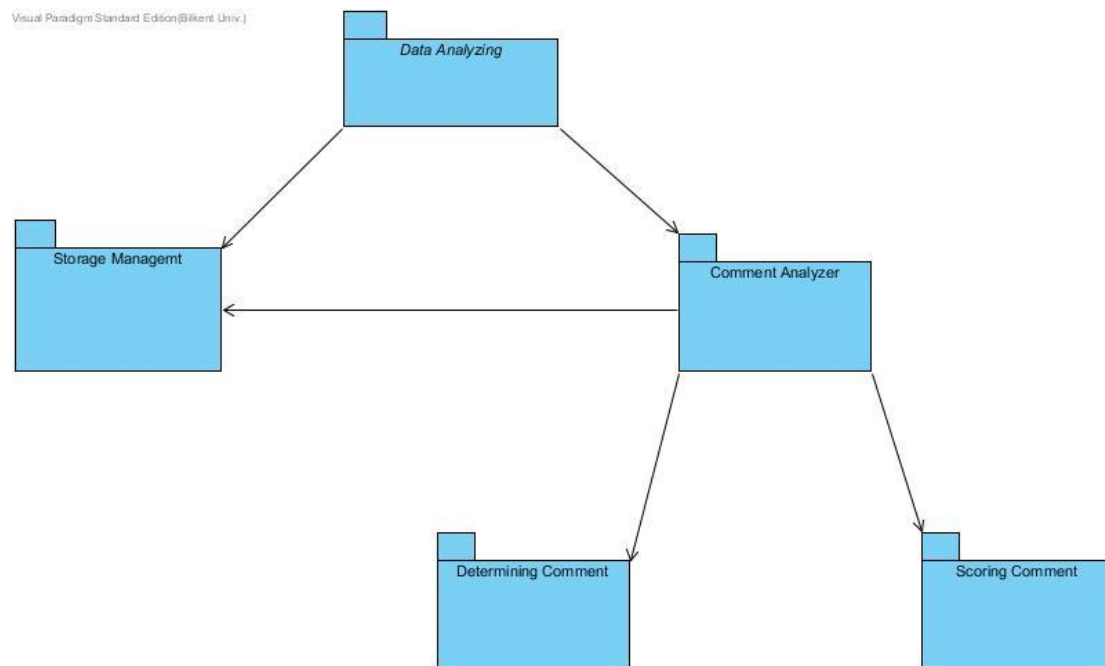 Visual Paradigm Standard Edition(Bilkent Univ.)
Data Analyzing
Storage Managemt
Comment Analyzer
Determining Comment
Scoring Comment